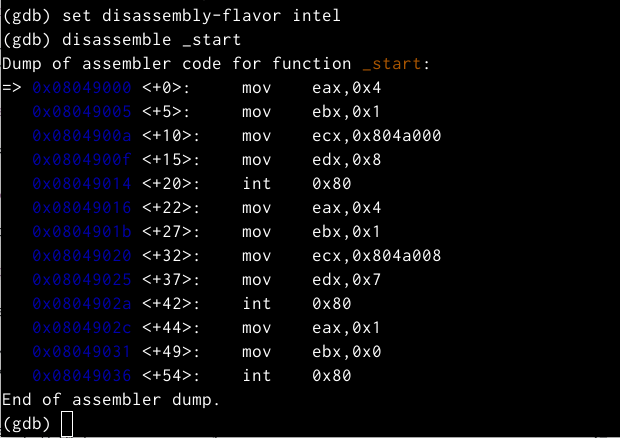 (gdb) set disassembly-flavor intel
(gdb) disassemble _start
Dump of assembler code for function _start:
=> 0x08049000 <+0>:     mov    eax,0x4
   0x08049005 <+5>:     mov    ebx,0x1
   0x0804900a <+10>:    mov    ecx,0x804a000
   0x0804900f <+15>:    mov    edx,0x8
   0x08049014 <+20>:    int    0x80
   0x08049016 <+22>:    mov    eax,0x4
   0x0804901b <+27>:    mov    ebx,0x1
   0x08049020 <+32>:    mov    ecx,0x804a008
   0x08049025 <+37>:    mov    edx,0x7
   0x0804902a <+42>:    int    0x80
   0x0804902c <+44>:    mov    eax,0x1
   0x08049031 <+49>:    mov    ebx,0x0
   0x08049036 <+54>:    int    0x80
End of assembler dump.
(gdb)